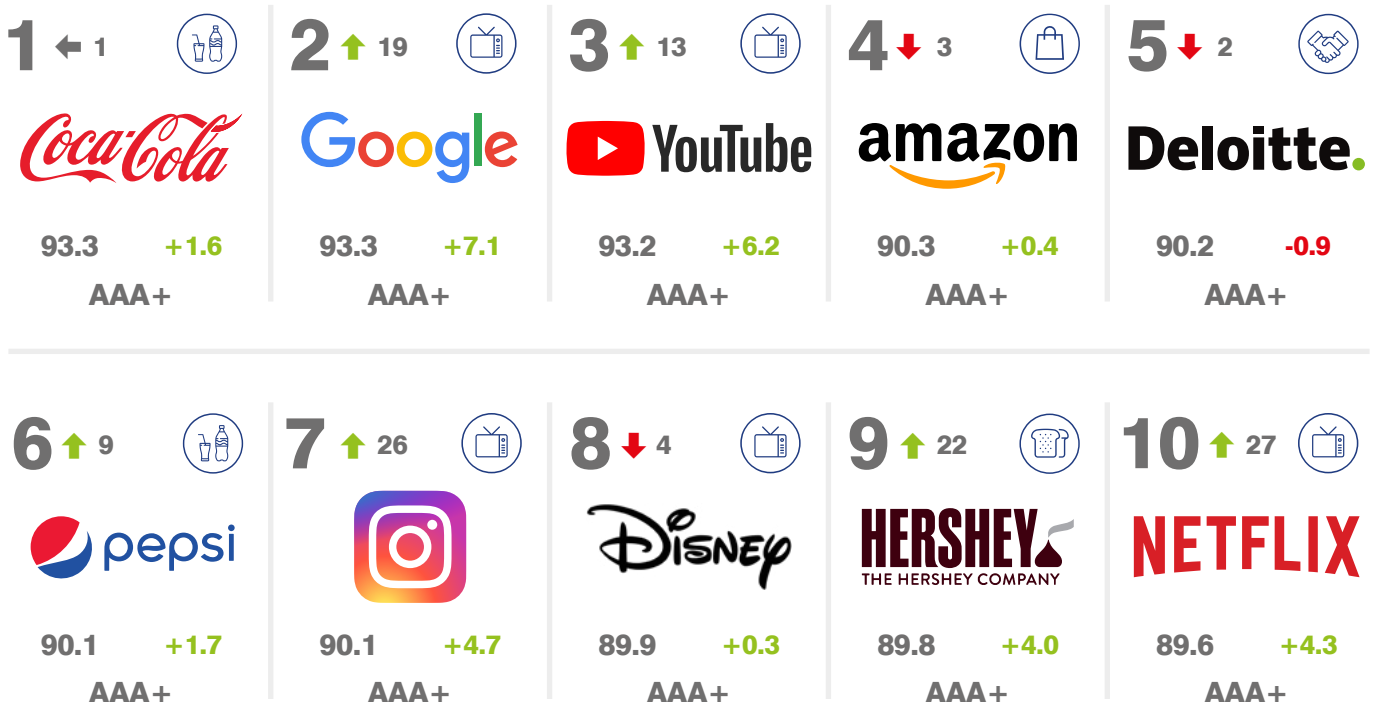 1 1
Coca-Cola
93.3 +1.6
AAA+
2 19
Google
93.3 +7.1
AAA+
3 13
YouTube
93.2 +6.2
AAA+
4 3
amazon
90.3 +0.4
AAA+
5 2
Deloitte.
90.2 -0.9
AAA+
6 9
pepsi
90.1 +1.7
AAA+
7 26
90.1 +4.7
AAA+
8 4
Disney
89.9 +0.3
AAA+
9 22
HERSHEY
THE HERSHEY COMPANY
89.8 +4.0
AAA+
10 27
NETFLIX
89.6 +4.3
AAA+